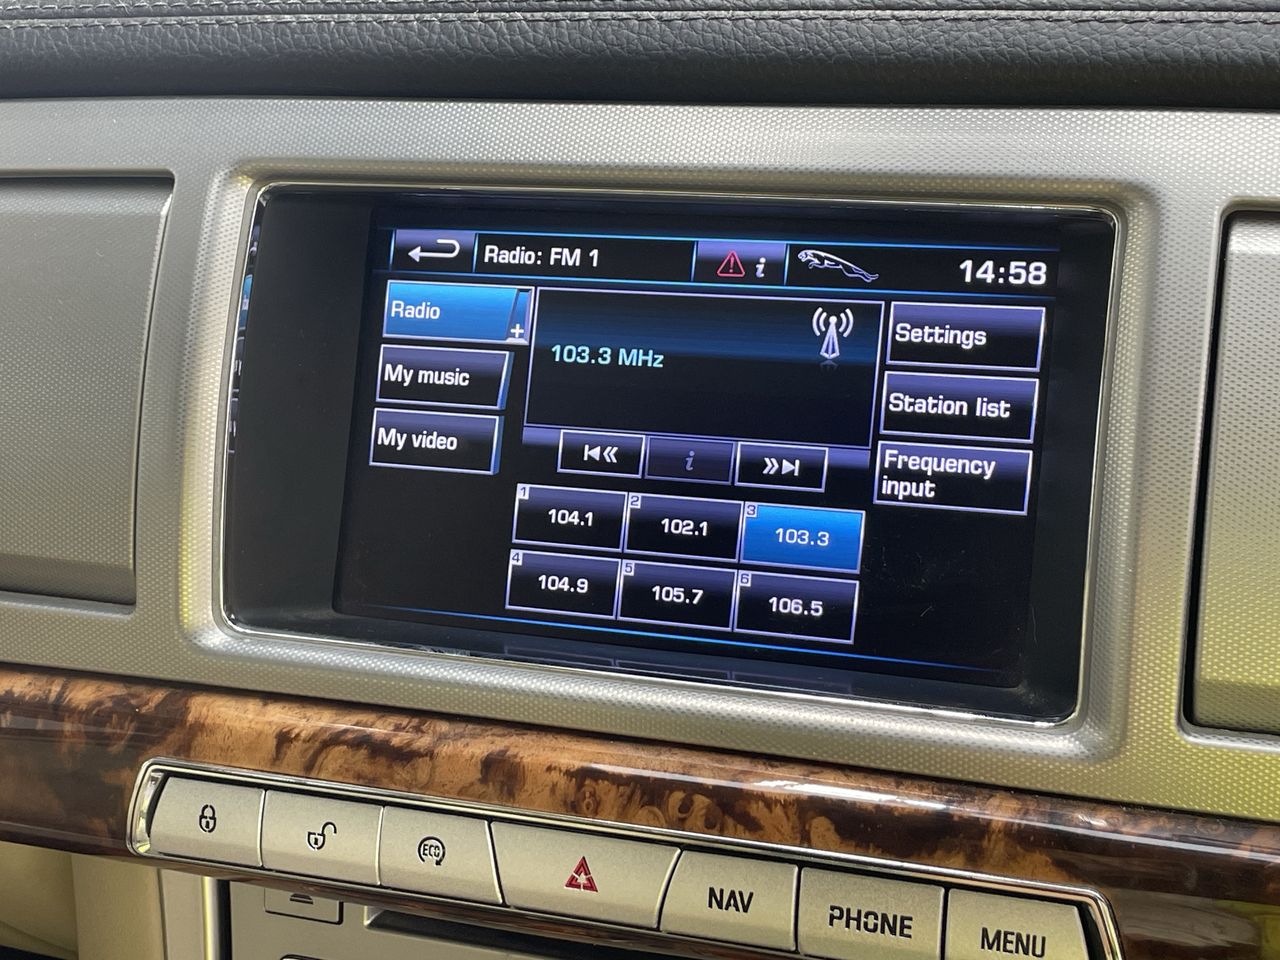 Radio: FM 1
i
14:58
Radio
+
103.3 MHz
Settings
My music
Station list
My video
i
Frequency
input
1
104.1
2
102.1
3
103.3
4
104.9
5
105.7
6
106.5
ECO
NAV
PHONE
MENU